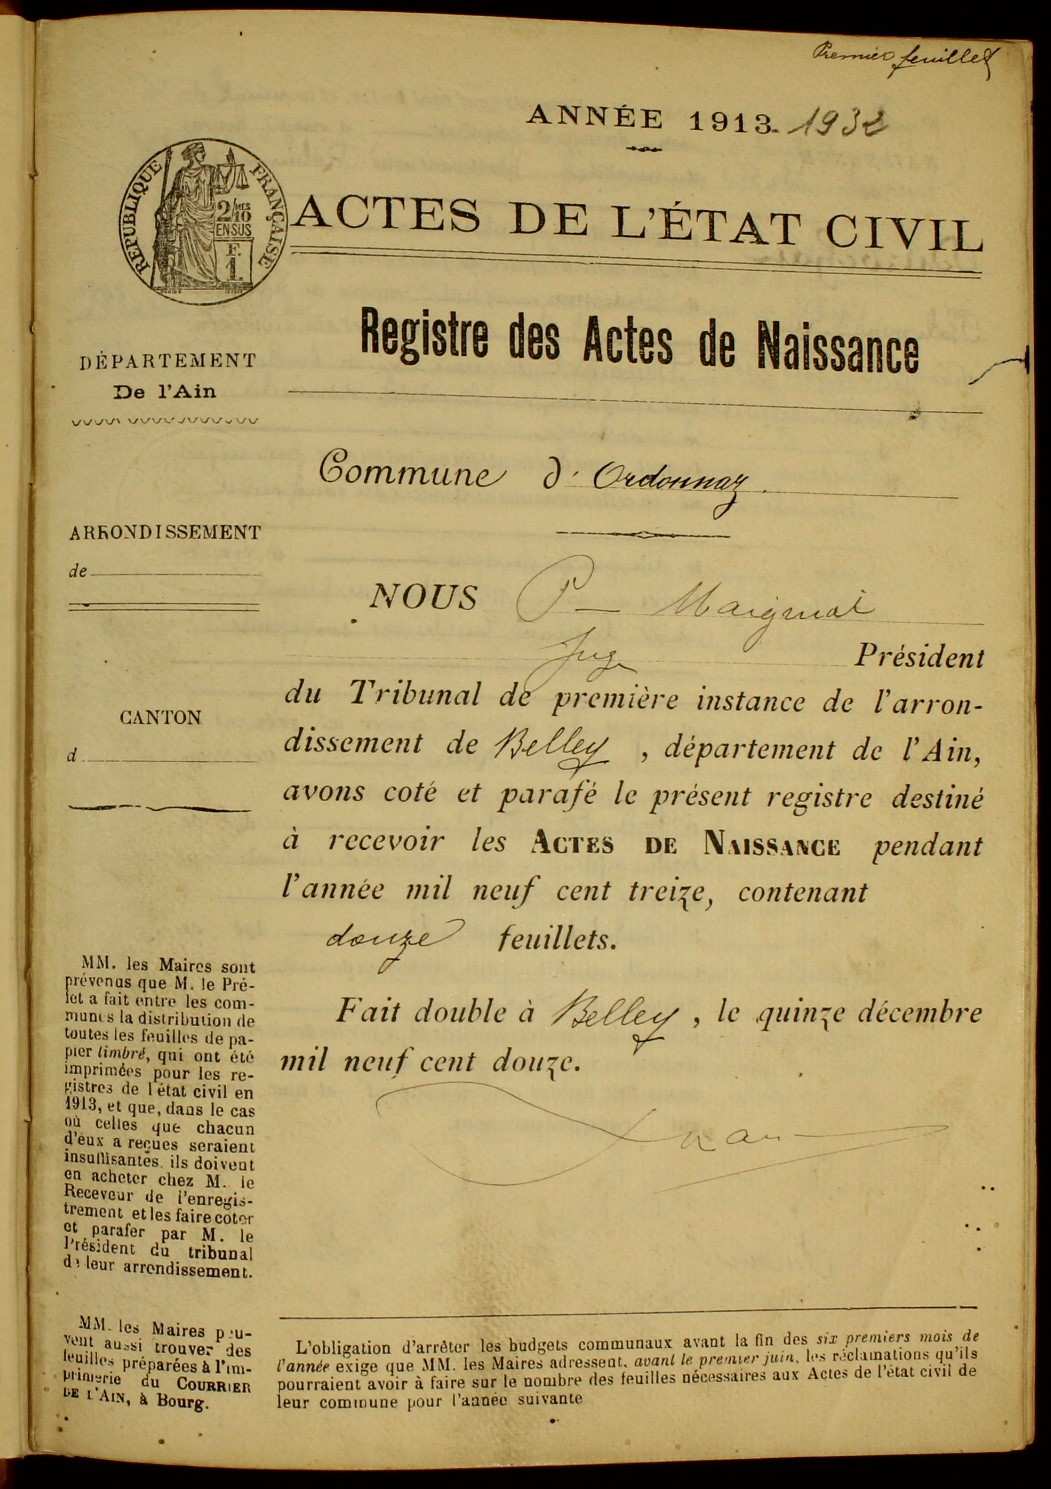 Premier feuillet
ANNÉE 1913-1932
RÉPUBLIQUE FRANÇAISE
2/10es
EN SUS
F.
1.
ACTES DE L'ÉTAT CIVIL
Registre des Actes de Naissance
DÉPARTEMENT
De l'Ain
Commune d'Ordonnaz.
ARRONDISSEMENT
de
NOUS P
Juge Président
du Tribunal de première instance de l'arron-
CANTON
dissement de Belley, département de l'Ain,
d
avons coté et parafé le présent registre destiné
à recevoir les ACTES DE NAISSANCE pendant
l'année mil neuf cent treize, contenant
douze feuillets.
Fait double à Belley, le quinze décembre
mil neuf cent douze.
MM. les Maires sont
prévenus que M. le Pré-
fet a fait entre les com-
munes la distribution de
toutes les feuilles de pa-
pier timbré, qui ont été
imprimées pour les re-
gistres de l'état civil en
1913, et que, dans le cas
où celles que chacun
d'eux a reçues seraient
insuffisantes, ils doivent
en acheter chez M. le
Receveur de l'enregis-
trement et les faire coter
et parafer par M. le
Président du tribunal
de leur arrondissement.
MM. les Maires peu-
vent aussi trouver des
feuilles préparées à l'im-
primerie du COURRIER
DE L'AIN, à Bourg.
L'obligation d'arrêter les budgets communaux avant la fin des six premiers mois de
l'année exige que MM. les Maires adressent, avant le premier juin, les réclamations qu'ils
pourraient avoir à faire sur le nombre des feuilles nécessaires aux Actes de l'état civil de
leur commune pour l'année suivante